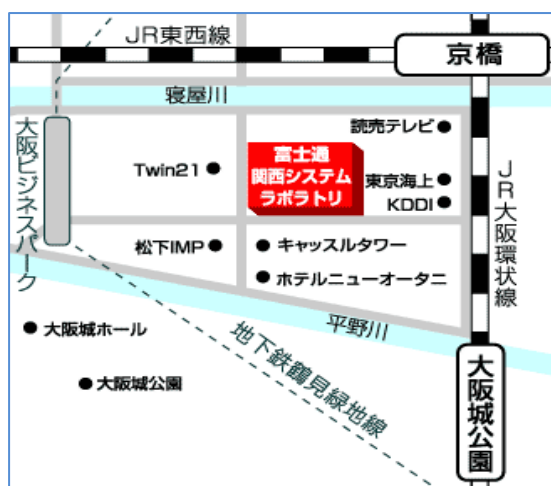 JR東西線
京橋
寝屋川
大阪ビジネスパーク
読売テレビ
Twin21
富士通
関西システム
ラボラトリ
東京海上
KDDI
JR大阪環状線
松下IMP
キャッスルタワー
ホテルニューオータニ
平野川
大阪城ホール
地下鉄鶴見緑地線
大阪城公園
大阪城公園